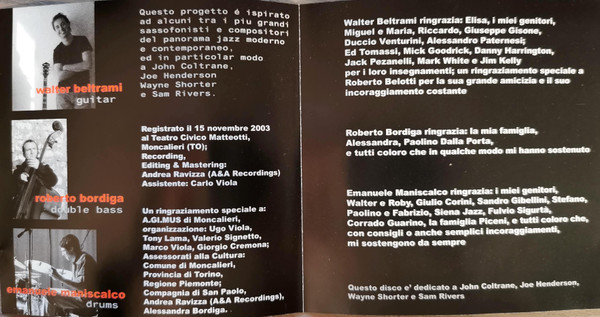 walter beltrami
guitar
roberto bordiga
double bass
emanuele maniscalco
drums
Questo progetto é ispirato
ad alcuni tra i piu grandi
sassofonisti e compositori
del panorama jazz moderno
e contemporaneo,
ed in particolar modo
a John Coltrane,
Joe Henderson
Wayne Shorter
e Sam Rivers.
Registrato il 15 novembre 2003
al Teatro Civico Matteotti,
Moncalieri (TO);
Recording,
Editing & Mastering:
Andrea Ravizza (A&A Recordings)
Assistente: Carlo Viola
Un ringraziamento speciale a:
A.GI.MUS di Moncalieri,
organizzazione: Ugo Viola,
Tony Lama, Valerio Signetto,
Marco Viola, Giorgio Cremona;
Assessorati alla Cultura:
Comune di Moncalieri,
Provincia di Torino,
Regione Piemonte;
Compagnia di San Paolo,
Andrea Ravizza (A&A Recordings),
Alessandra Bordiga.
Walter Beltrami ringrazia: Elisa, i miei genitori,
Miguel e Maria, Riccardo, Giuseppe Gisone,
Duccio Venturini, Alessandro Paternesi;
Ed Tomassi, Mick Goodrick, Danny Harrington,
Jack Pezanelli, Mark White e Jim Kelly
per i loro insegnamenti; un ringraziamento speciale a
Roberto Belotti per la sua grande amicizia e il suo
incoraggiamento costante
Roberto Bordiga ringrazia: la mia famiglia,
Alessandra, Paolino Dalla Porta,
e tutti coloro che in qualche modo mi hanno sostenuto
Emanuele Maniscalco ringrazia: i miei genitori,
Walter e Roby, Giulio Corini, Sandro Gibellini, Stefano,
Paolino e Fabrizio, Siena Jazz, Fulvio Sigurtà,
Corrado Guarino, la famiglia Piceni, e tutti coloro che,
con consigli o anche semplici incoraggiamenti,
mi sostengono da sempre
Questo disco e' dedicato a John Coltrane, Joe Henderson,
Wayne Shorter e Sam Rivers